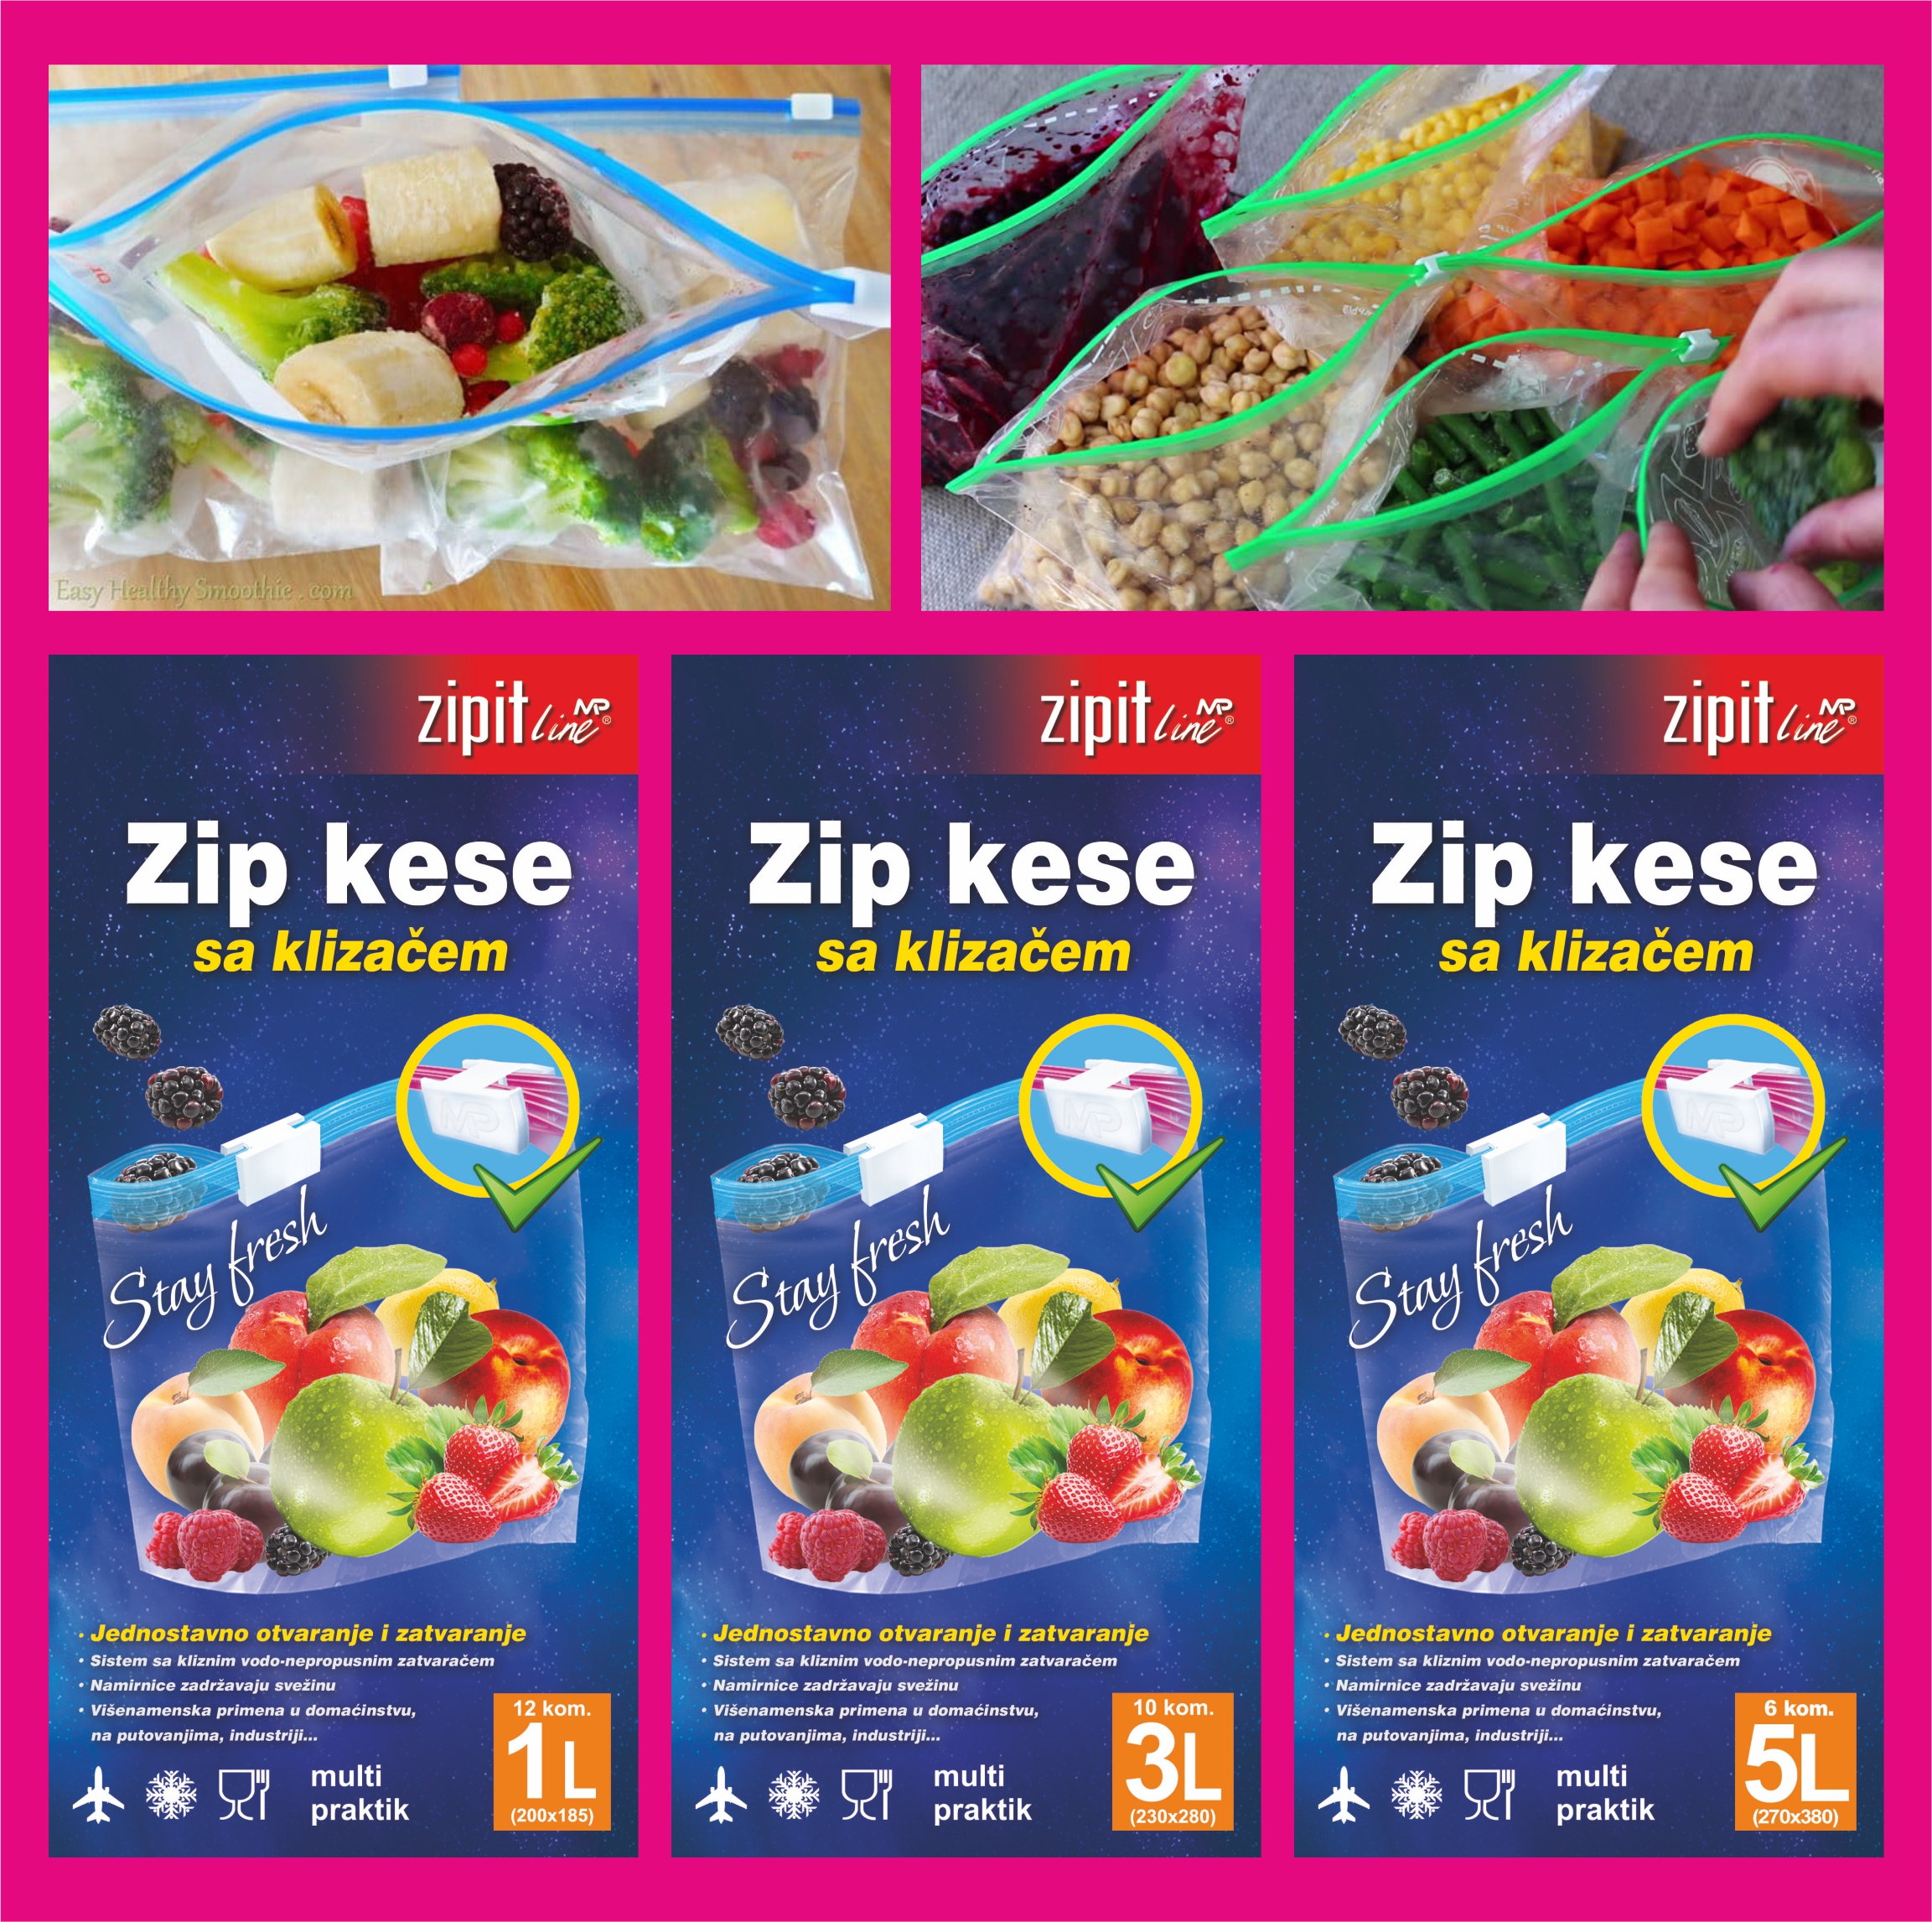 Easy Healthy Smoothie . com
zipit line MP®
Zip kese
sa klizačem
MP
Stay fresh
· Jednostavno otvaranje i zatvaranje
• Sistem sa kliznim vodo-nepropusnim zatvaračem
• Namirnice zadržavaju svežinu
• Višenamenska primena u domaćinstvu,
na putovanjima, industriji...
multi
praktik
12 kom.
1L
(200x185)
zipit line MP®
Zip kese
sa klizačem
MP
Stay fresh
· Jednostavno otvaranje i zatvaranje
• Sistem sa kliznim vodo-nepropusnim zatvaračem
• Namirnice zadržavaju svežinu
• Višenamenska primena u domaćinstvu,
na putovanjima, industriji...
multi
praktik
10 kom.
3L
(230x280)
zipit line MP®
Zip kese
sa klizačem
MP
Stay fresh
· Jednostavno otvaranje i zatvaranje
• Sistem sa kliznim vodo-nepropusnim zatvaračem
• Namirnice zadržavaju svežinu
• Višenamenska primena u domaćinstvu,
na putovanjima, industriji...
multi
praktik
6 kom.
5L
(270x380)